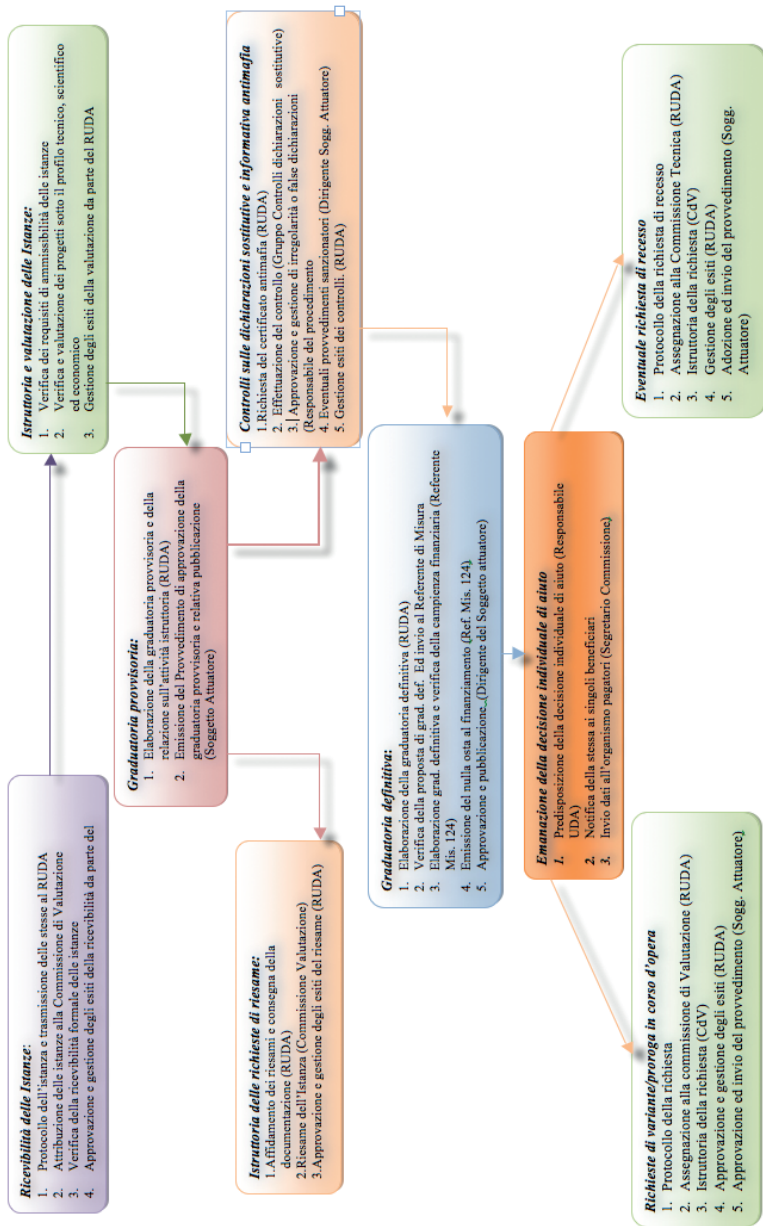 Ricevibilità delle Istanze:
1. Protocollo dell'istanza e trasmissione delle stesse al RUDA
2. Attribuzione delle istanze alla Commissione di Valutazione
3. Verifica della ricevibilità formale delle istanze
4. Approvazione e gestione degli esiti della ricevibilità da parte del
Istruttoria e valutazione delle Istanze:
1. Verifica dei requisiti di ammissibilità delle istanze
2. Verifica e valutazione dei progetti sotto il profilo tecnico, scientifico
ed economico
3. Gestione degli esiti della valutazione da parte del RUDA
Graduatoria provvisoria:
1. Elaborazione della graduatoria provvisoria e della
relazione sull'attività istruttoria (RUDA)
2. Emissione del Provvedimento di approvazione della
graduatoria provvisoria e relativa pubblicazione
(Soggetto Attuatore)
Istruttoria delle richieste di riesame:
1.Affidamento dei riesami e consegna della
documentazione (RUDA)
2.Riesame dell'Istanza (Commissione Valutazione)
3.Approvazione e gestione degli esiti del riesame (RUDA)
Controlli sulle dichiarazioni sostitutive e informativa antimafia
1.Richiesta del certificato antimafia (RUDA)
2. Effettuazione del controllo (Gruppo Controlli dichiarazioni sostitutive)
3. Approvazione e gestione di irregolarità o false dichiarazioni
(Responsabile del procedimento
4. Eventuali provvedimenti sanzionatori (Dirigente Sogg. Attuatore)
5. Gestione esiti dei controlli. (RUDA)
Graduatoria definitiva:
1. Elaborazione della graduatoria definitiva (RUDA)
2. Verifica della proposta di grad. def. Ed invio al Referente di Misura
3. Elaborazione grad. definitiva e verifica della campienza finanziaria (Referente
Mis. 124)
4. Emissione del nulla osta al finanziamento (Ref. Mis. 124)
5. Approvazione e pubblicazione (Dirigente del Soggetto attuatore)
Emanazione della decisione individuale di aiuto
1. Predisposizione della decisione individuale di aiuto (Responsabile
UDA)
2. Notifica della stessa ai singoli beneficiari
3. Invio dati all'organismo pagatori (Segretario Commissione)
Richieste di variante/proroga in corso d'opera
1. Protocollo della richiesta
2. Assegnazione alla commissione di Valutazione (RUDA)
3. Istruttoria della richiesta (CdV)
4. Approvazione e gestione degli esiti (RUDA)
5. Approvazione ed invio del provvedimento (Sogg. Attuatore)
Eventuale richiesta di recesso
1. Protocollo della richiesta di recesso
2. Assegnazione alla Commissione Tecnica (RUDA)
3. Istruttoria della richiesta (CdV)
4. Gestione degli esiti (RUDA)
5. Adozione ed invio del provvedimento (Sogg.
Attuatore)